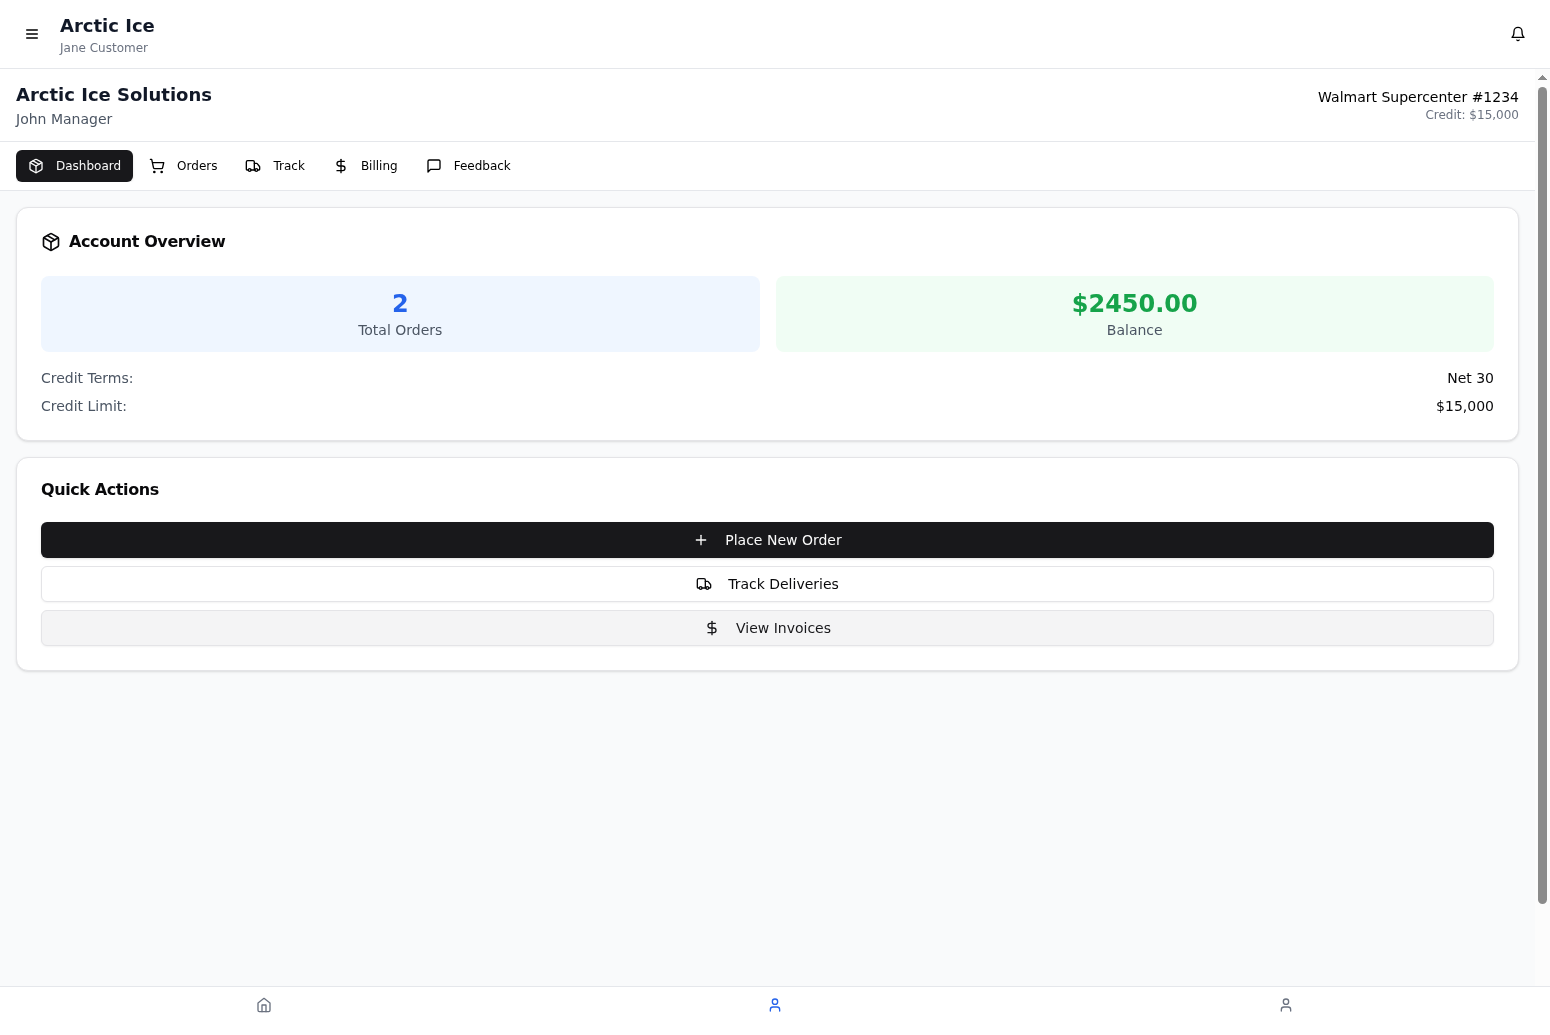 Arctic Ice
Jane Customer
Arctic Ice Solutions
John Manager
Walmart Supercenter #1234
Credit: $15,000
Dashboard
Orders
Track
Billing
Feedback
Account Overview
2
Total Orders
$2450.00
Balance
Credit Terms:
Net 30
Credit Limit:
$15,000
Quick Actions
Place New Order
Track Deliveries
View Invoices